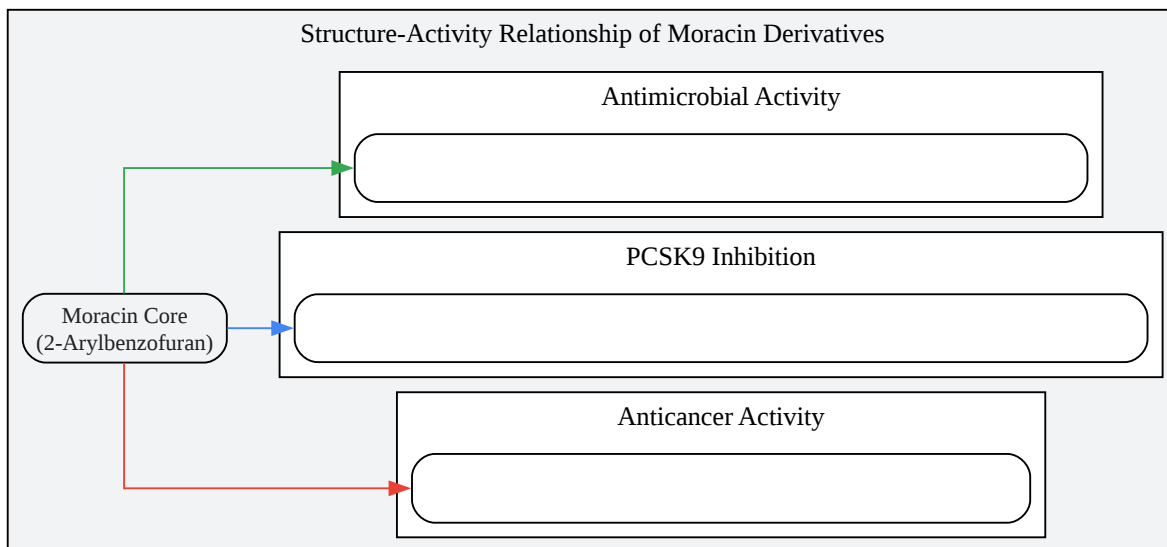 Structure-Activity Relationship of Moracin Derivatives
Antimicrobial Activity
PCSK9 Inhibition
Moracin Core
(2-Arylbenzofuran)
Anticancer Activity